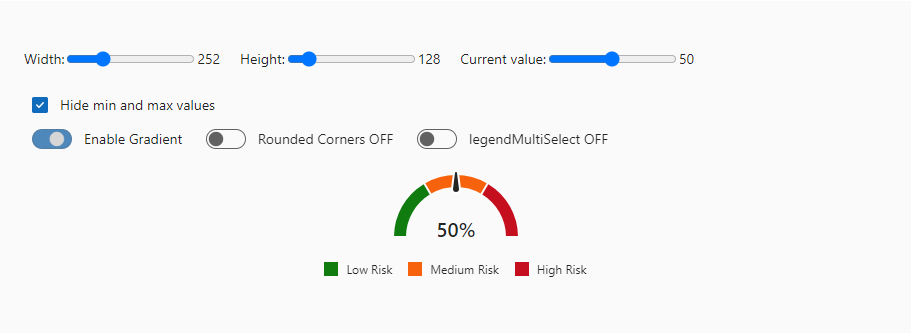 Width: 252 Height: 128 Current value: 50
Hide min and max values
Enable Gradient Rounded Corners OFF legendMultiSelect OFF
50%
Low Risk Medium Risk High Risk